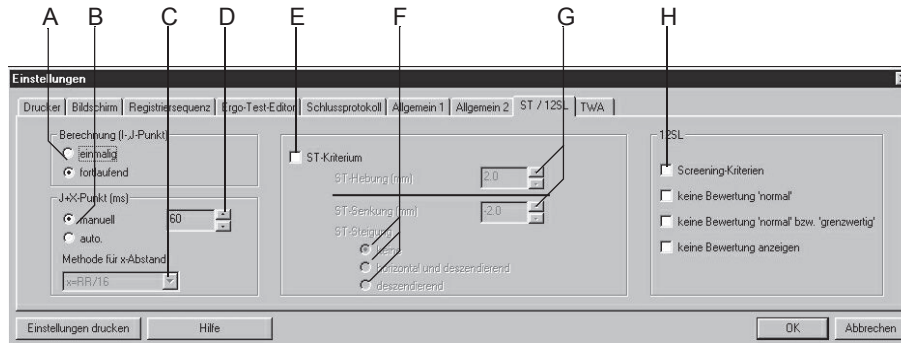 A B C D E F G H
Einstellungen
Drucker Bildschirm Registriersequenz Ergo-Test-Editor Schlussprotokoll Allgemein 1 Allgemein 2 ST / 12SL TWA
Berechnung (I-,J-Punkt)
einmalig
fortlaufend
J+X-Punkt (ms)
manuell 60
auto.
Methode für x-Abstand
x=RR/16
ST-Kriterium
ST-Hebung (mm) 2.0
ST-Senkung (mm) -2.0
ST-Steigung
keine
horizontal und deszendierend
deszendierend
12SL
Screening-Kriterien
keine Bewertung 'normal'
keine Bewertung 'normal' bzw. 'grenzwertig'
keine Bewertung anzeigen
Einstellungen drucken Hilfe OK Abbrechen